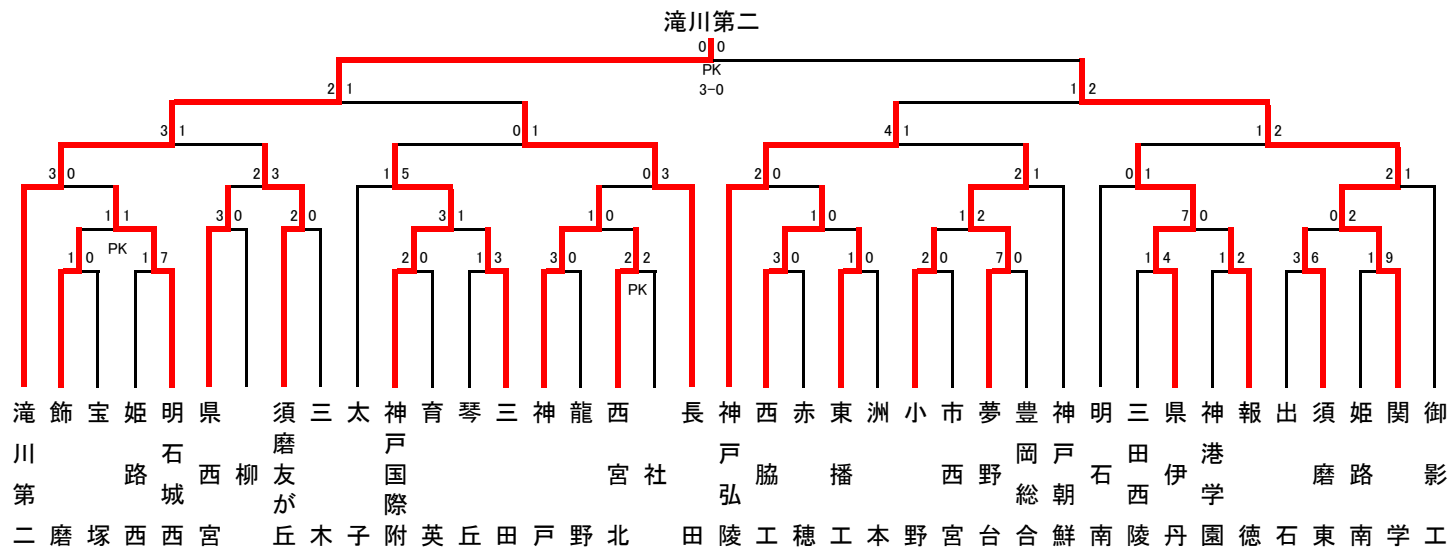 滝川第二
0 0
PK
3-0
2 1 1 2
3 1 0 1 4 1 1 2
3 0 2 3 1 5 0 3 2 0 2 1 0 1 2 1
1 1 3 0 2 0 3 1 1 0 1 0 1 2 7 0 0 2
PK
1 0 1 7 2 0 1 3 3 0 2 2 3 0 1 0 2 0 7 0 1 4 1 2 3 6 1 9
PK
滝川第二
飾磨
宝塚
姫路西
明石城西
県西宮
柳
須磨友が丘
三木
太子
神戸国際附
育英
琴丘
三田
神戸
龍野
西宮北
社
長田
神戸弘陵
西脇工
赤穂
東播工
洲本
小野
市西宮
夢野台
豊岡総合
神戸朝鮮
明石南
三田西陵
県伊丹
神港学園
報徳
出石
須磨東
姫路南
関学
御影工